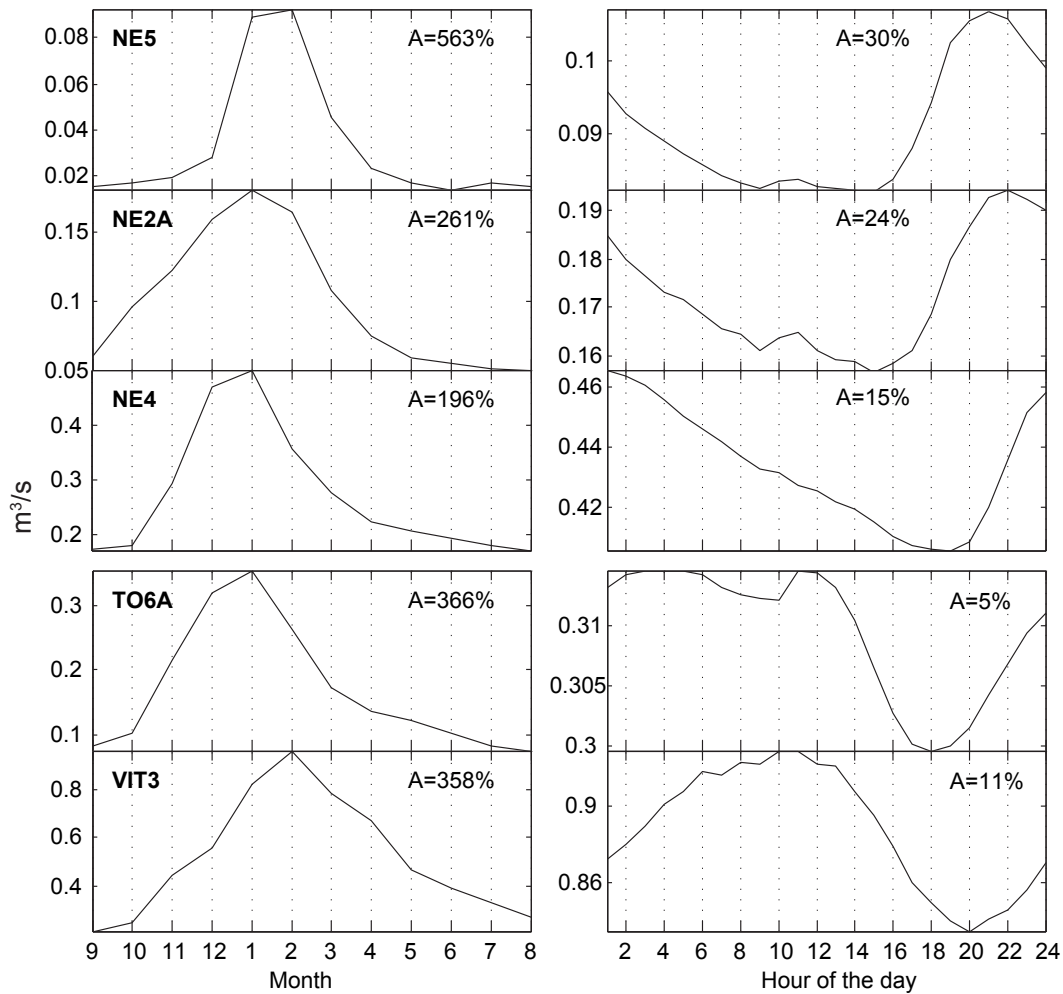 NE5 A=563%
0.08
0.06
0.04
0.02
A=30%
0.1
0.09
NE2A A=261%
0.15
0.1
0.05
A=24%
0.19
0.18
0.17
0.16
NE4 A=196%
0.4
0.3
0.2
A=15%
0.46
0.44
0.42
m³/s
TO6A A=366%
0.3
0.2
0.1
A=5%
0.31
0.305
0.3
VIT3 A=358%
0.8
0.6
0.4
A=11%
0.9
0.86
9 10 11 12 1 2 3 4 5 6 7 8
Month
2 4 6 8 10 12 14 16 18 20 22 24
Hour of the day